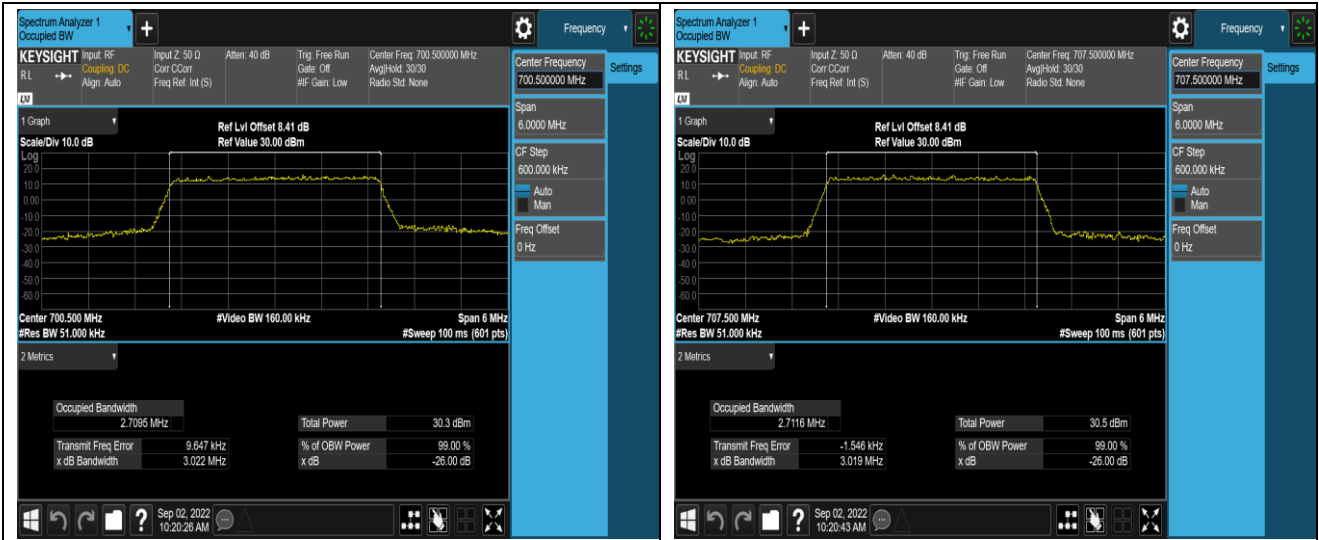 Spectrum Analyzer 1
Occupied BW
+
Frequency
KEYSIGHT
RL
LXI
Input: RF
Coupling: DC
Align: Auto
Input Z: 50 Ω
Corr CCorr
Freq Ref: Int (S)
Atten: 40 dB
Trig: Free Run
Gate: Off
#IF Gain: Low
Center Freq: 700.500000 MHz
Avg|Hold: 30/30
Radio Std: None
Center Frequency
700.500000 MHz
Settings
Span
6.0000 MHz
CF Step
600.000 kHz
Auto
Man
Freq Offset
0 Hz
1 Graph
Scale/Div 10.0 dB
Ref Lvl Offset 8.41 dB
Ref Value 30.00 dBm
Log
20.0
10.0
0.00
-10.0
-20.0
-30.0
-40.0
-50.0
-60.0
Center 700.500 MHz
#Video BW 160.00 kHz
Span 6 MHz
#Res BW 51.000 kHz
#Sweep 100 ms (601 pts)
2 Metrics
Occupied Bandwidth
2.7095 MHz
Total Power 30.3 dBm
Transmit Freq Error 9.647 kHz
% of OBW Power 99.00 %
x dB Bandwidth 3.022 MHz
x dB -26.00 dB
?
Sep 02, 2022
10:20:26 AM
Spectrum Analyzer 1
Occupied BW
+
Frequency
KEYSIGHT
RL
LXI
Input: RF
Coupling: DC
Align: Auto
Input Z: 50 Ω
Corr CCorr
Freq Ref: Int (S)
Atten: 40 dB
Trig: Free Run
Gate: Off
#IF Gain: Low
Center Freq: 707.500000 MHz
Avg|Hold: 30/30
Radio Std: None
Center Frequency
707.500000 MHz
Settings
Span
6.0000 MHz
CF Step
600.000 kHz
Auto
Man
Freq Offset
0 Hz
1 Graph
Scale/Div 10.0 dB
Ref Lvl Offset 8.41 dB
Ref Value 30.00 dBm
Log
20.0
10.0
0.00
-10.0
-20.0
-30.0
-40.0
-50.0
-60.0
Center 707.500 MHz
#Video BW 160.00 kHz
Span 6 MHz
#Res BW 51.000 kHz
#Sweep 100 ms (601 pts)
2 Metrics
Occupied Bandwidth
2.7116 MHz
Total Power 30.5 dBm
Transmit Freq Error -1.546 kHz
% of OBW Power 99.00 %
x dB Bandwidth 3.019 MHz
x dB -26.00 dB
?
Sep 02, 2022
10:20:43 AM